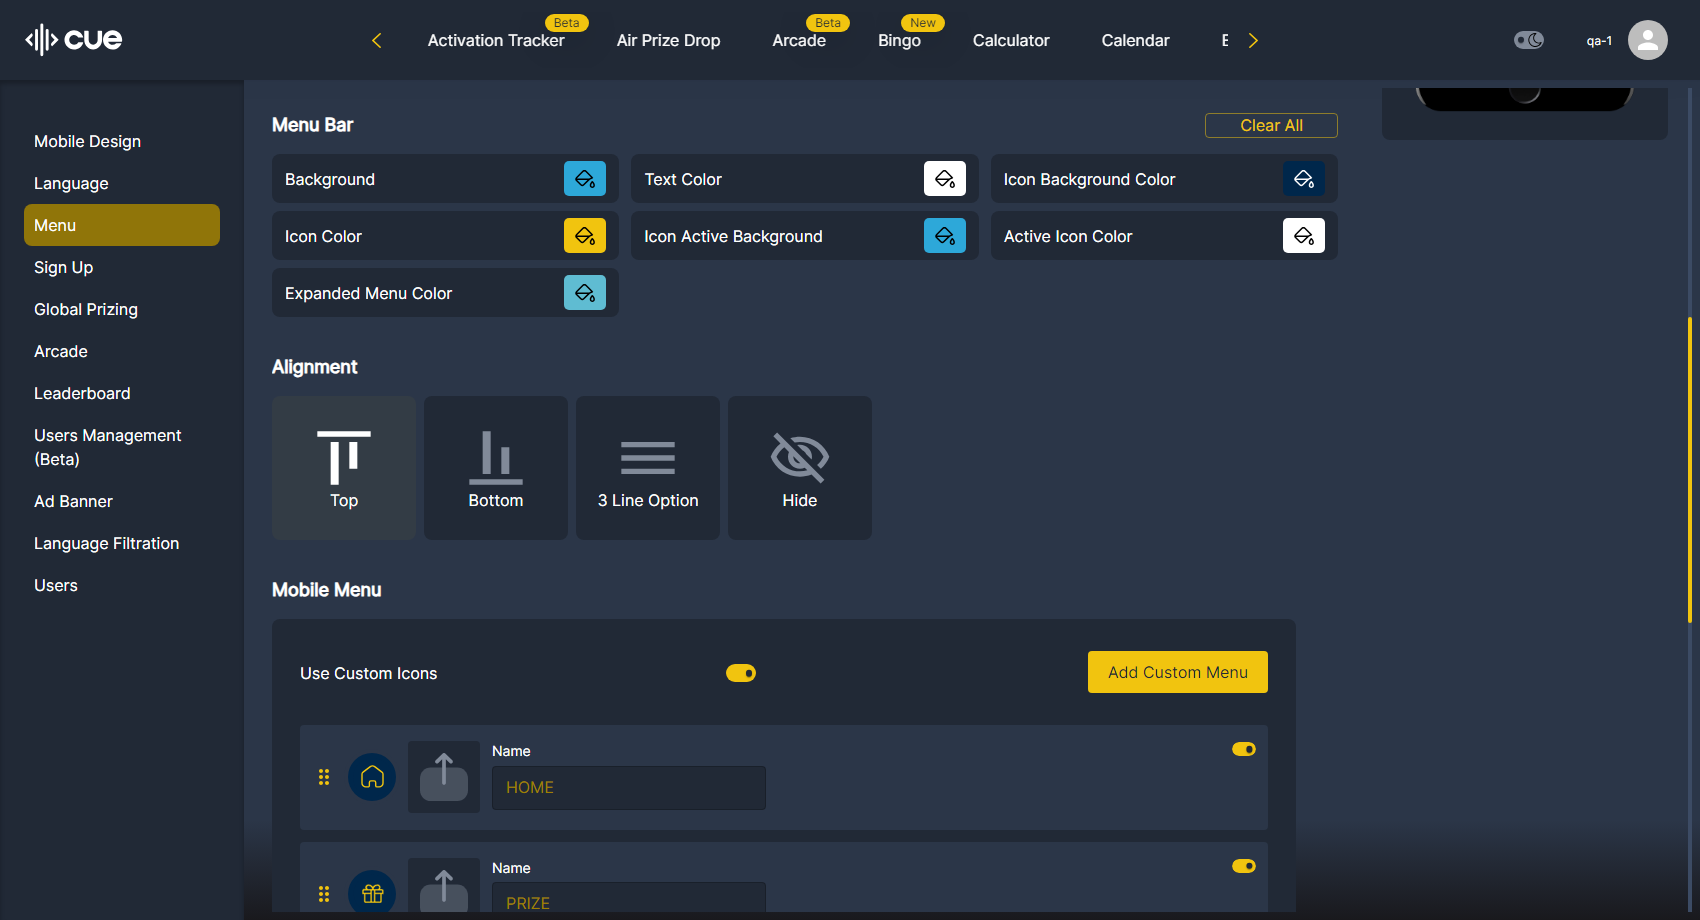 cue
Activation Tracker
Beta
Air Prize Drop
Arcade
Beta
Bingo
New
Calculator
Calendar
qa-1
Mobile Design
Language
Menu
Sign Up
Global Prizing
Arcade
Leaderboard
Users Management
(Beta)
Ad Banner
Language Filtration
Users
Menu Bar
Clear All
Background
Text Color
Icon Background Color
Icon Color
Icon Active Background
Active Icon Color
Expanded Menu Color
Alignment
Top
Bottom
3 Line Option
Hide
Mobile Menu
Use Custom Icons
Add Custom Menu
Name
HOME
Name
PRIZE